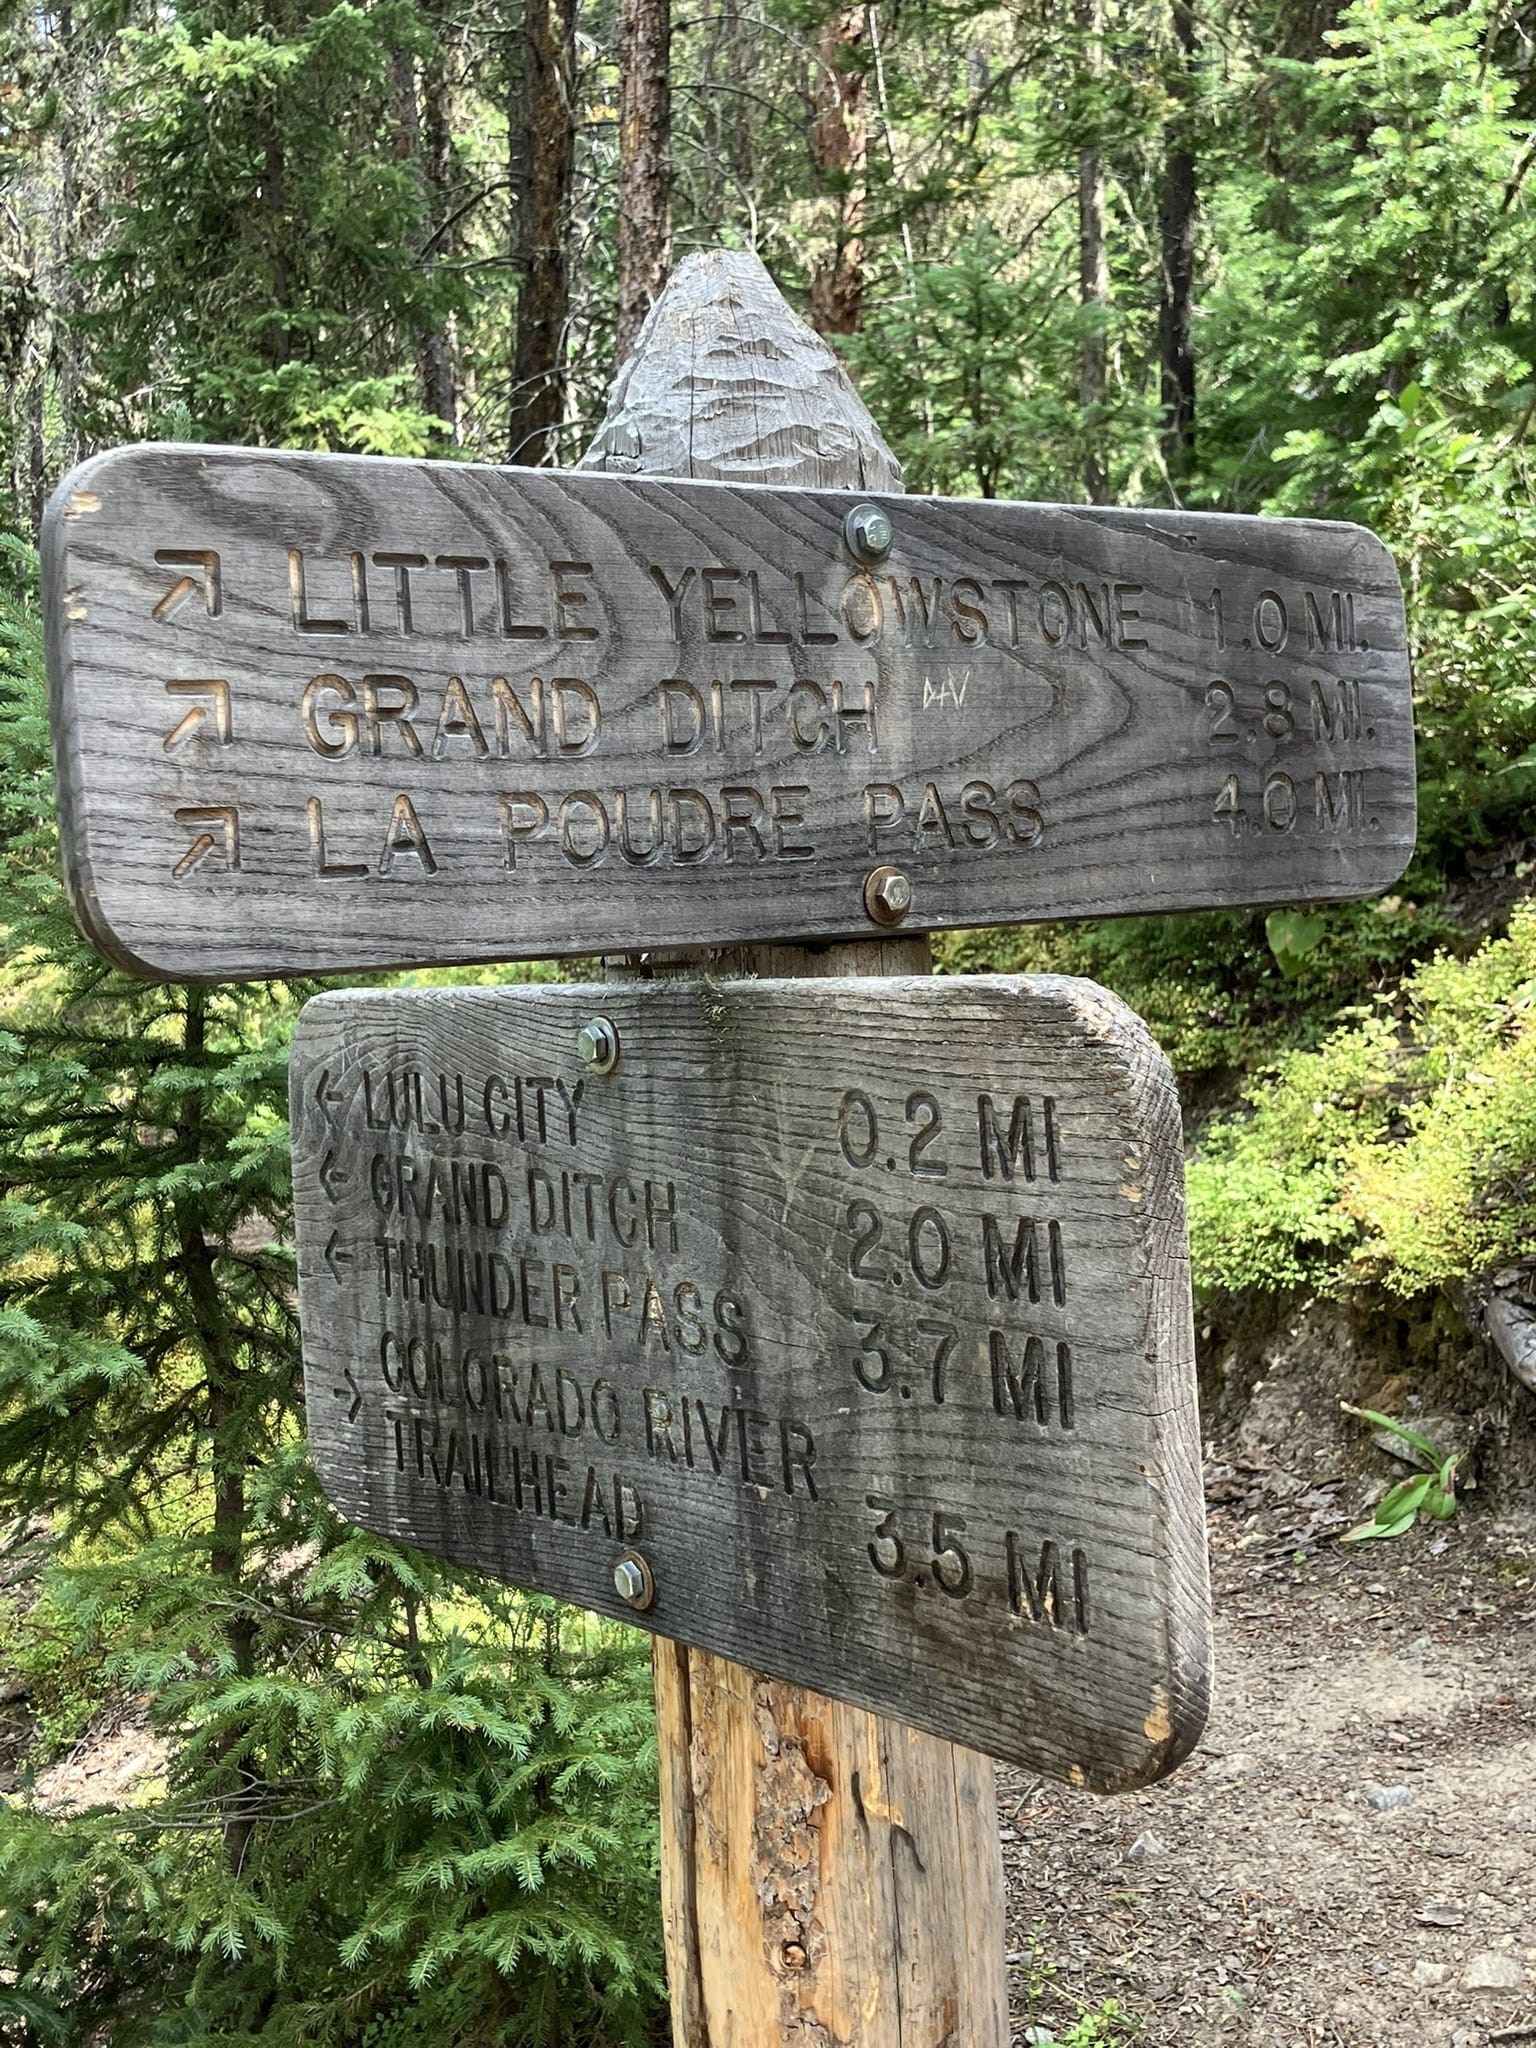 ↗ LITTLE YELLOWSTONE 1.0 MI.
↗ GRAND DITCH 2.8 MI.
D+V
↗ LA POUDRE PASS 4.0 MI.
← LULU CITY 0.2 MI
← GRAND DITCH 2.0 MI
← THUNDER PASS 3.7 MI
→ COLORADO RIVER
TRAILHEAD 3.5 MI